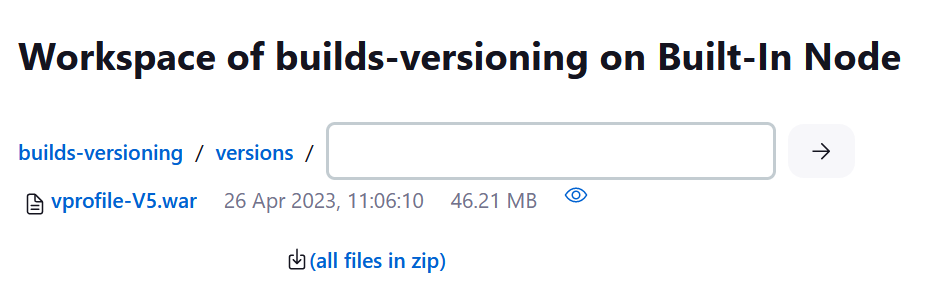 Workspace of builds-versioning on Built-In Node
builds-versioning / versions /
vprofile-V5.war 26 Apr 2023, 11:06:10 46.21 MB
(all files in zip)